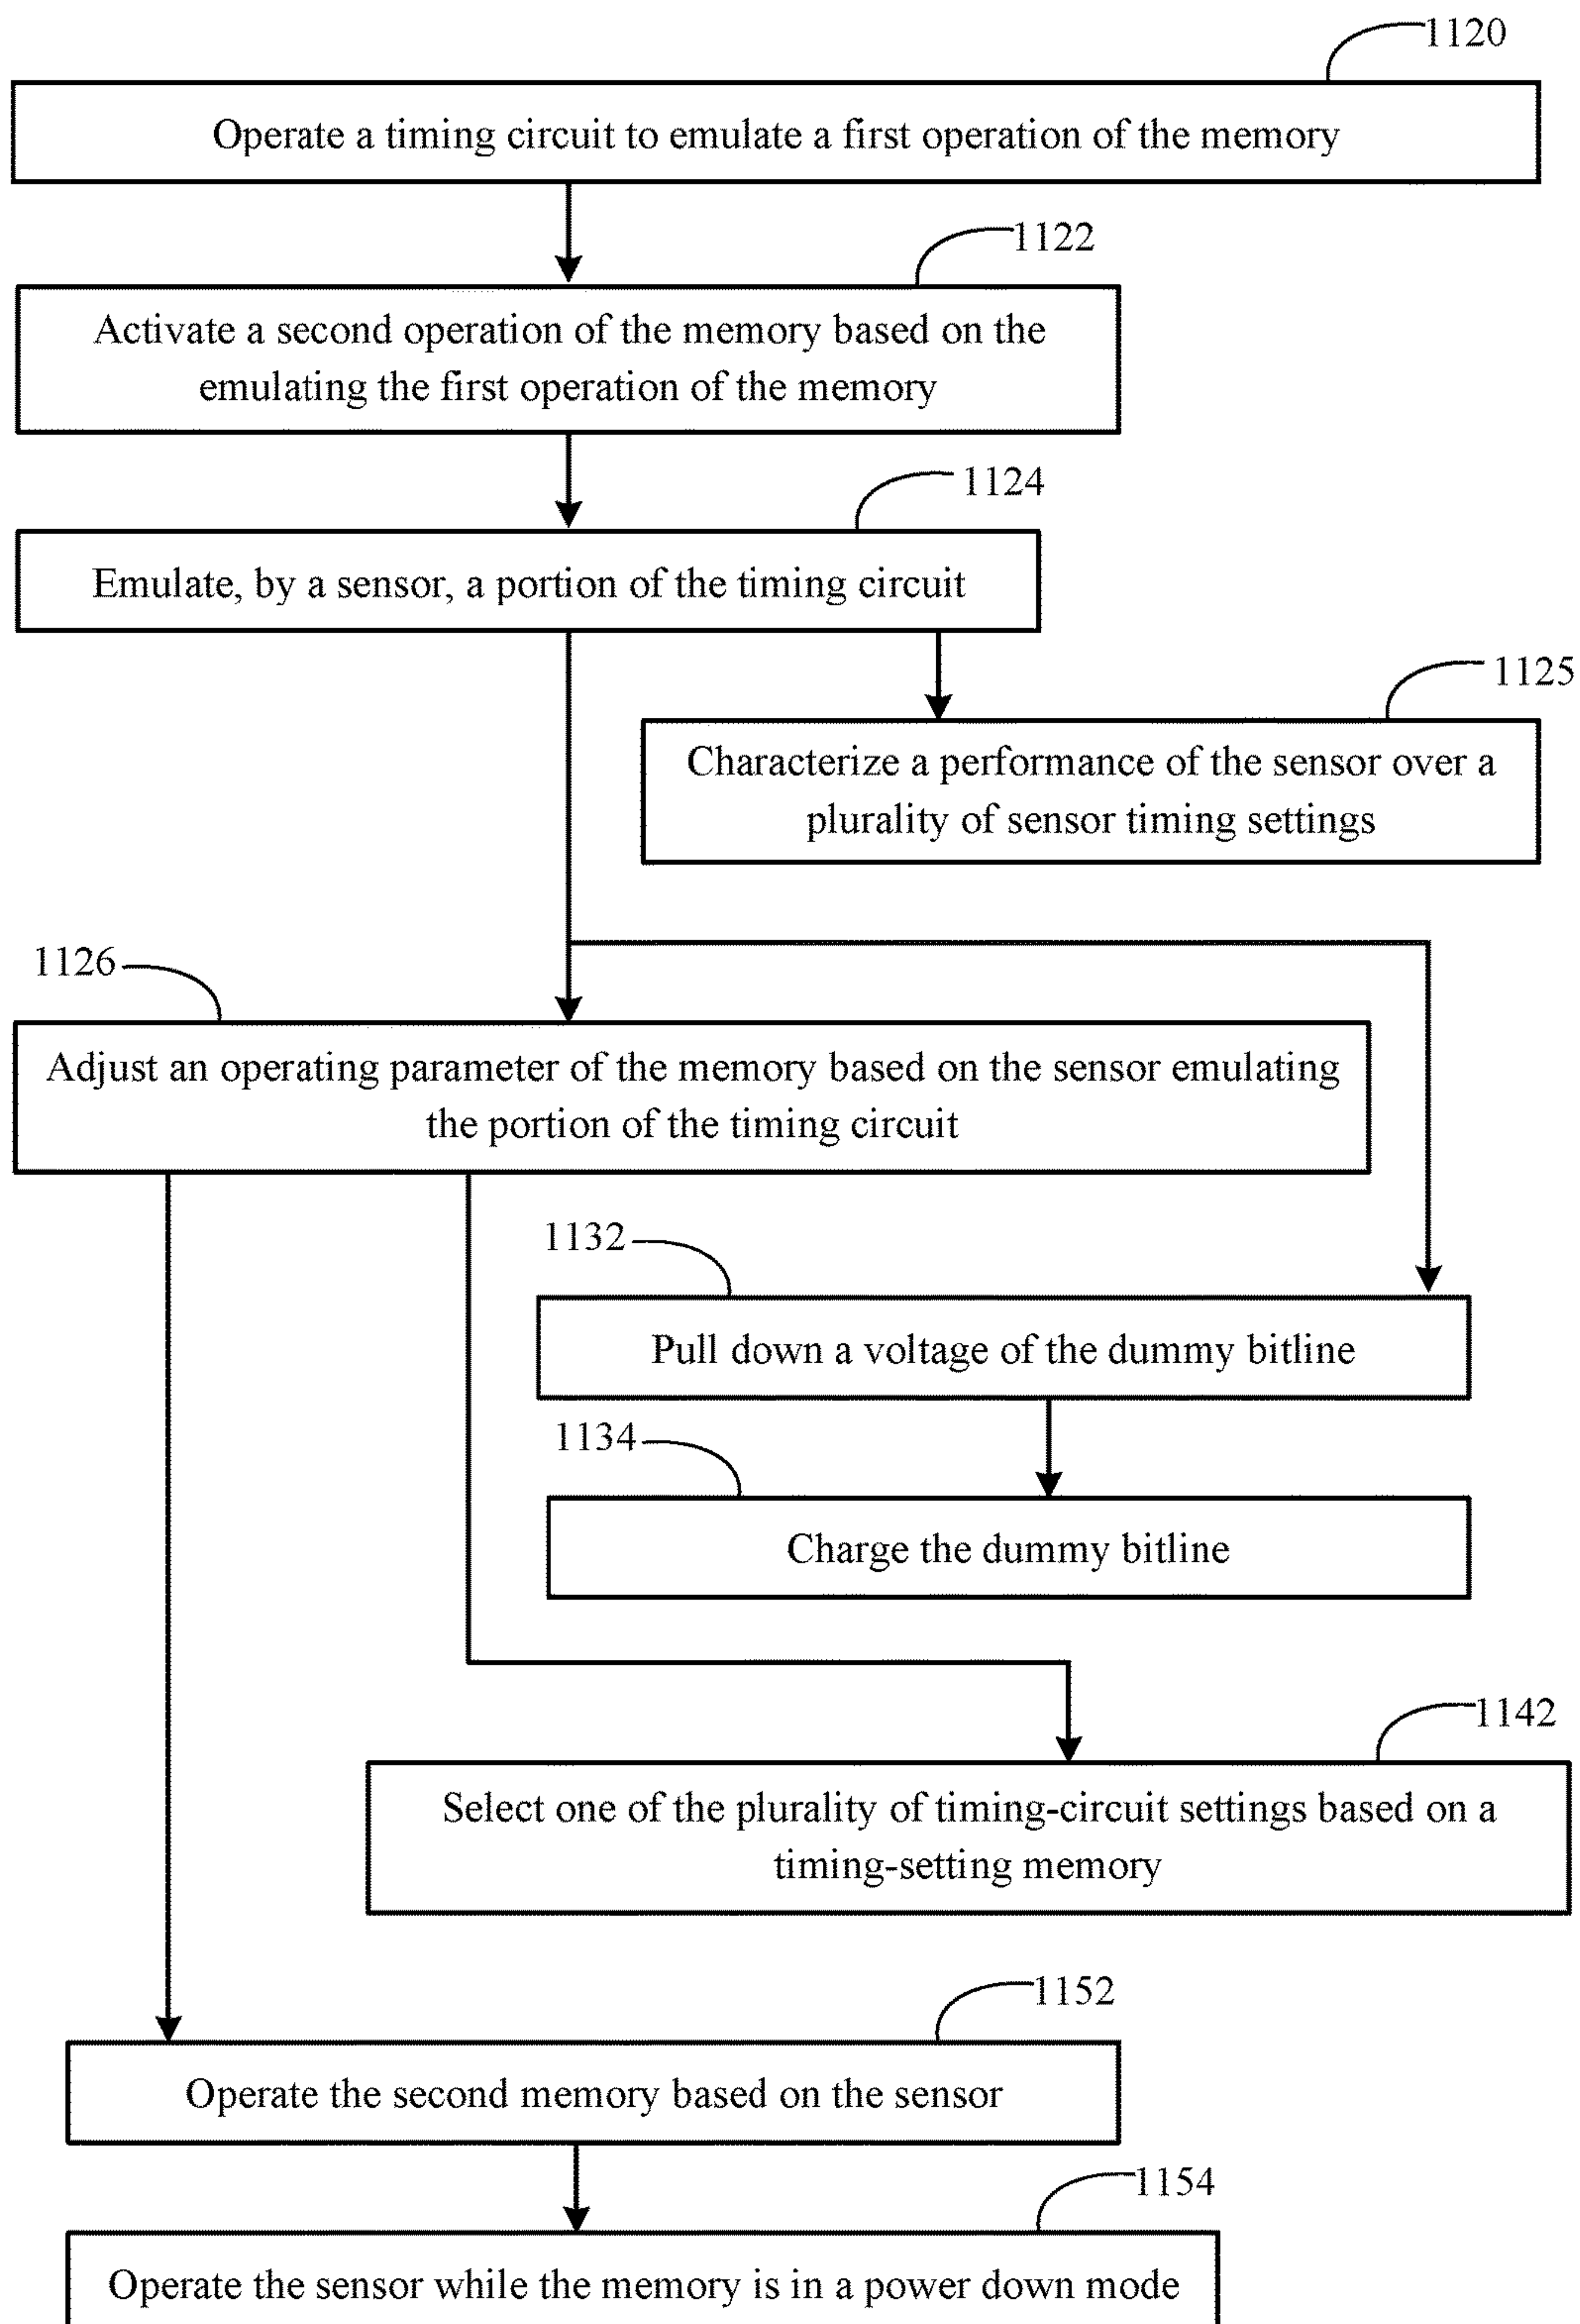 1120
Operate a timing circuit to emulate a first operation of the memory
1122
Activate a second operation of the memory based on the
emulating the first operation of the memory
1124
Emulate, by a sensor, a portion of the timing circuit
1125
Characterize a performance of the sensor over a
plurality of sensor timing settings
1126
Adjust an operating parameter of the memory based on the sensor emulating
the portion of the timing circuit
1132
Pull down a voltage of the dummy bitline
1134
Charge the dummy bitline
1142
Select one of the plurality of timing-circuit settings based on a
timing-setting memory
1152
Operate the second memory based on the sensor
1154
Operate the sensor while the memory is in a power down mode